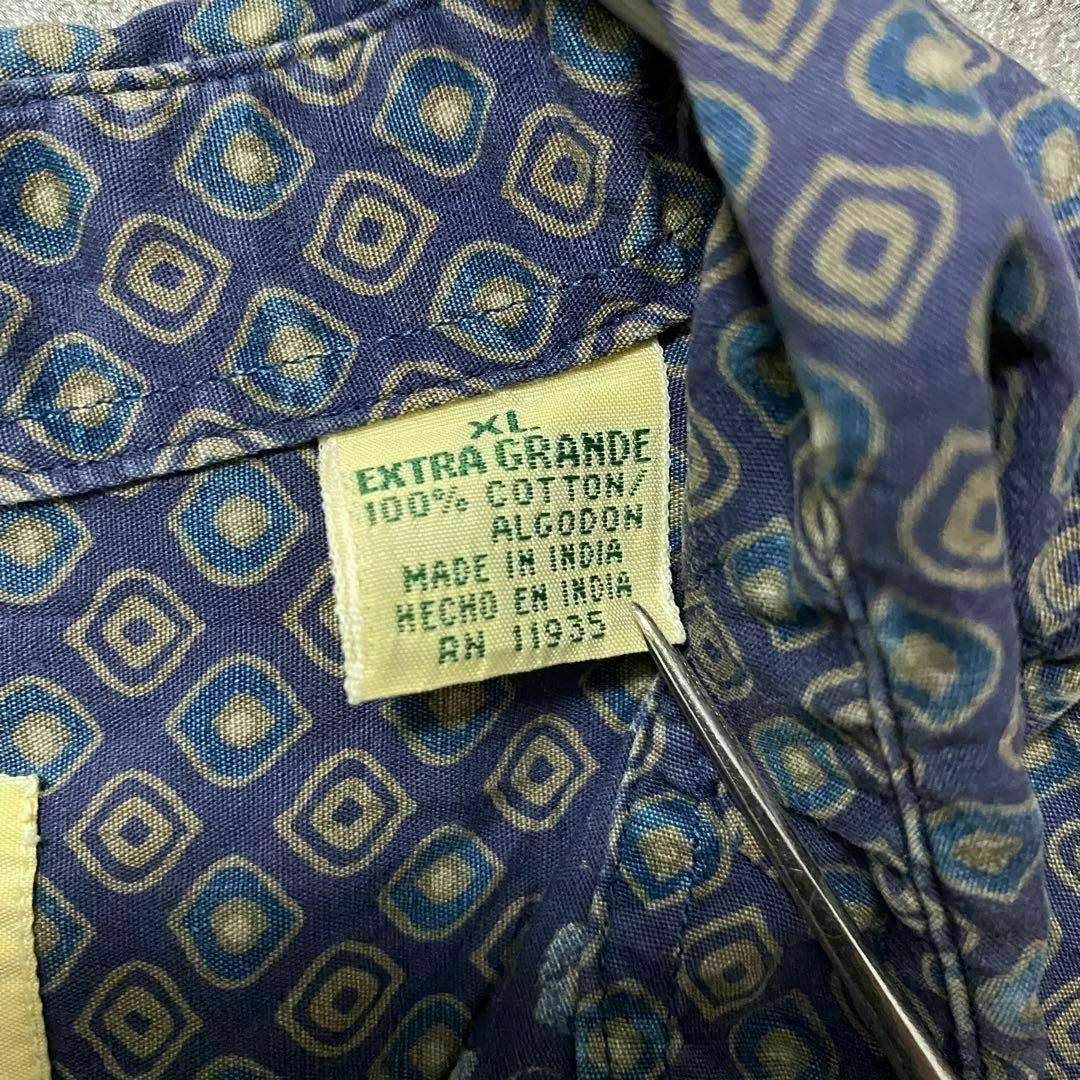 XL
EXTRA GRANDE
100% COTTON/
ALGODON
MADE IN INDIA
HECHO EN INDIA
RN 11935